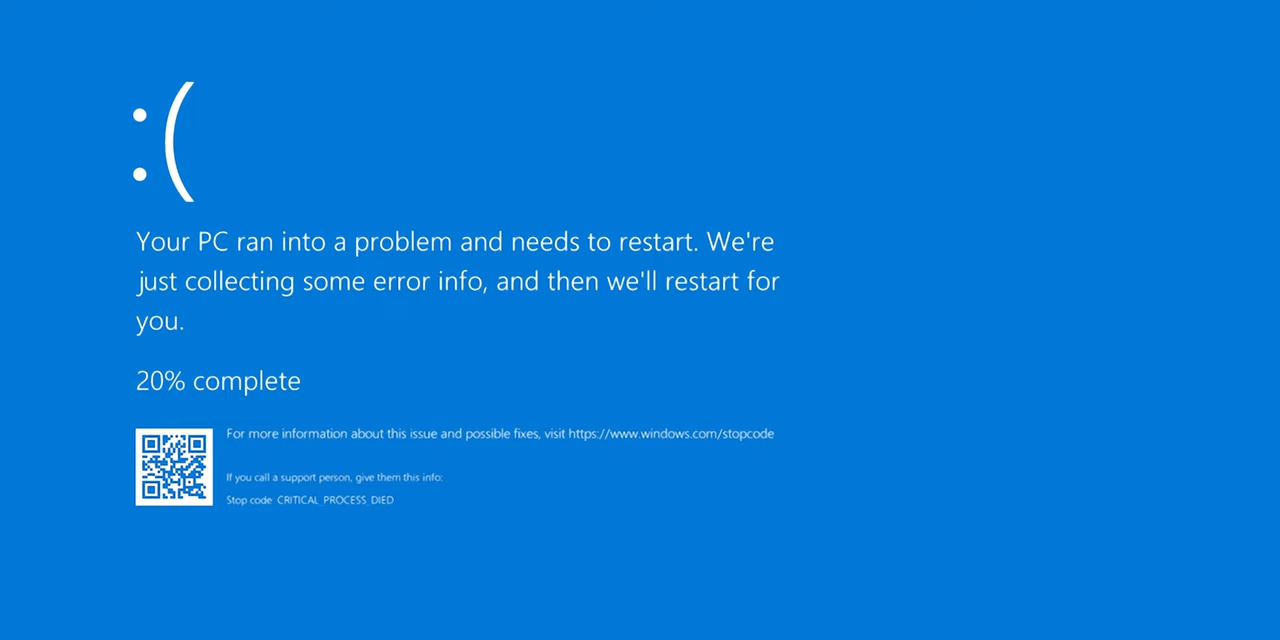 :(
Your PC ran into a problem and needs to restart. We're
just collecting some error info, and then we'll restart for
you.
20% complete
For more information about this issue and possible fixes, visit https://www.windows.com/stopcode
If you call a support person, give them this info:
Stop code: CRITICAL_PROCESS_DIED